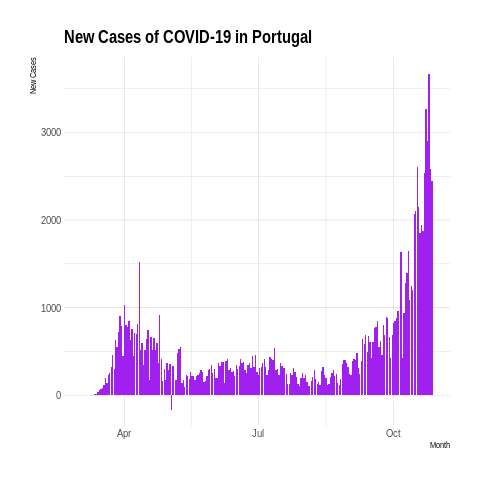 New Cases of COVID-19 in Portugal
New Cases
3000
2000
1000
0
Apr
Jul
Oct
Month